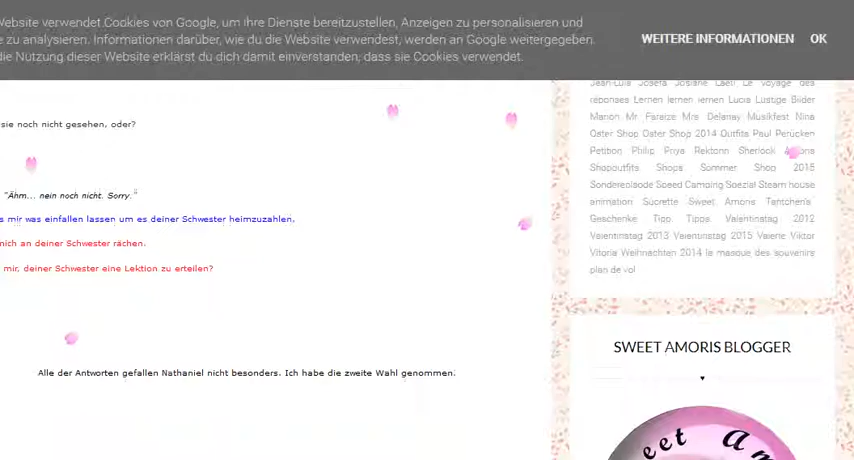 Website verwendet Cookies von Google, um Ihre Dienste bereitzustellen, Anzeigen zu personalisieren und
e zu analysieren. Informationen darüber, wie du die Website verwendest, werden an Google weitergegeben.
die Nutzung dieser Website erklärst du dich damit einverstanden, dass sie Cookies verwendet.
WEITERE INFORMATIONEN OK
sie noch nicht gesehen, oder?
"Ähm... nein noch nicht. Sorry."
s mir was einfallen lassen um es deiner Schwester heimzuzahlen.
mich an deiner Schwester rächen.
mir, deiner Schwester eine Lektion zu erteilen?
Alle der Antworten gefallen Nathaniel nicht besonders. Ich habe die zweite Wahl genommen.
Jean-Luis Josefa Josiane Laeti Le voyage des
réponses Lernen lernen lernen Lucia Lustige Bilder
Manon Mr. Faraize Mrs. Delanay Musikfest Nina
Oster Shop Oster Shop 2014 Outfits Paul Perücken
Petition Philip Priya Rektorin Sherlock Amoris
Shopoutfits Shops Sommer Shop 2015
Sonderepisode Speed Camping Spezial Steam house
animation Sucrette Sweet Amoris Tantchen's
Geschenke Tipp Tipps Valentinstag 2012
Valentinstag 2013 Valentinstag 2015 Valerie Viktor
Vitoria Weihnachten 2014 le masque des souvenirs
plan de vol
SWEET AMORIS BLOGGER
weet Am